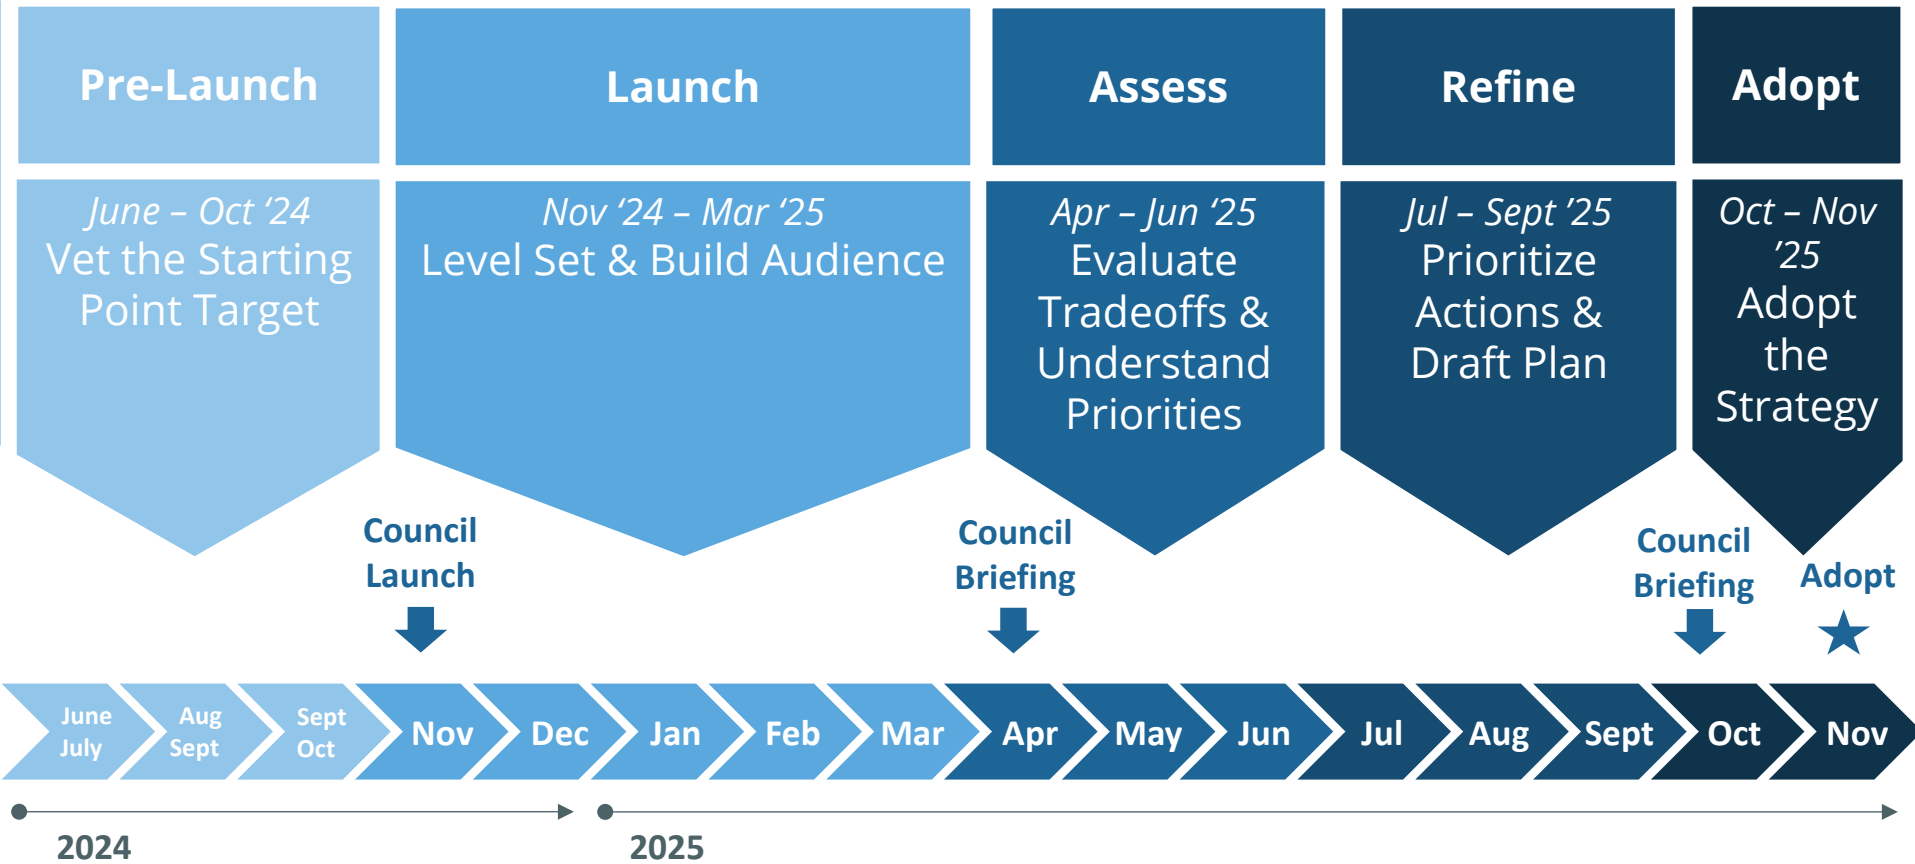 Pre-Launch
Launch
Assess
Refine
Adopt
June – Oct ‘24
Vet the Starting
Point Target
Nov ‘24 – Mar ‘25
Level Set & Build Audience
Apr – Jun ‘25
Evaluate
Tradeoffs &
Understand
Priorities
Jul – Sept ’25
Prioritize
Actions &
Draft Plan
Oct – Nov
’25
Adopt
the
Strategy
Council
Launch
Council
Briefing
Council
Briefing
Adopt
June
July
Aug
Sept
Sept
Oct
Nov
Dec
Jan
Feb
Mar
Apr
May
Jun
Jul
Aug
Sept
Oct
Nov
2024
2025